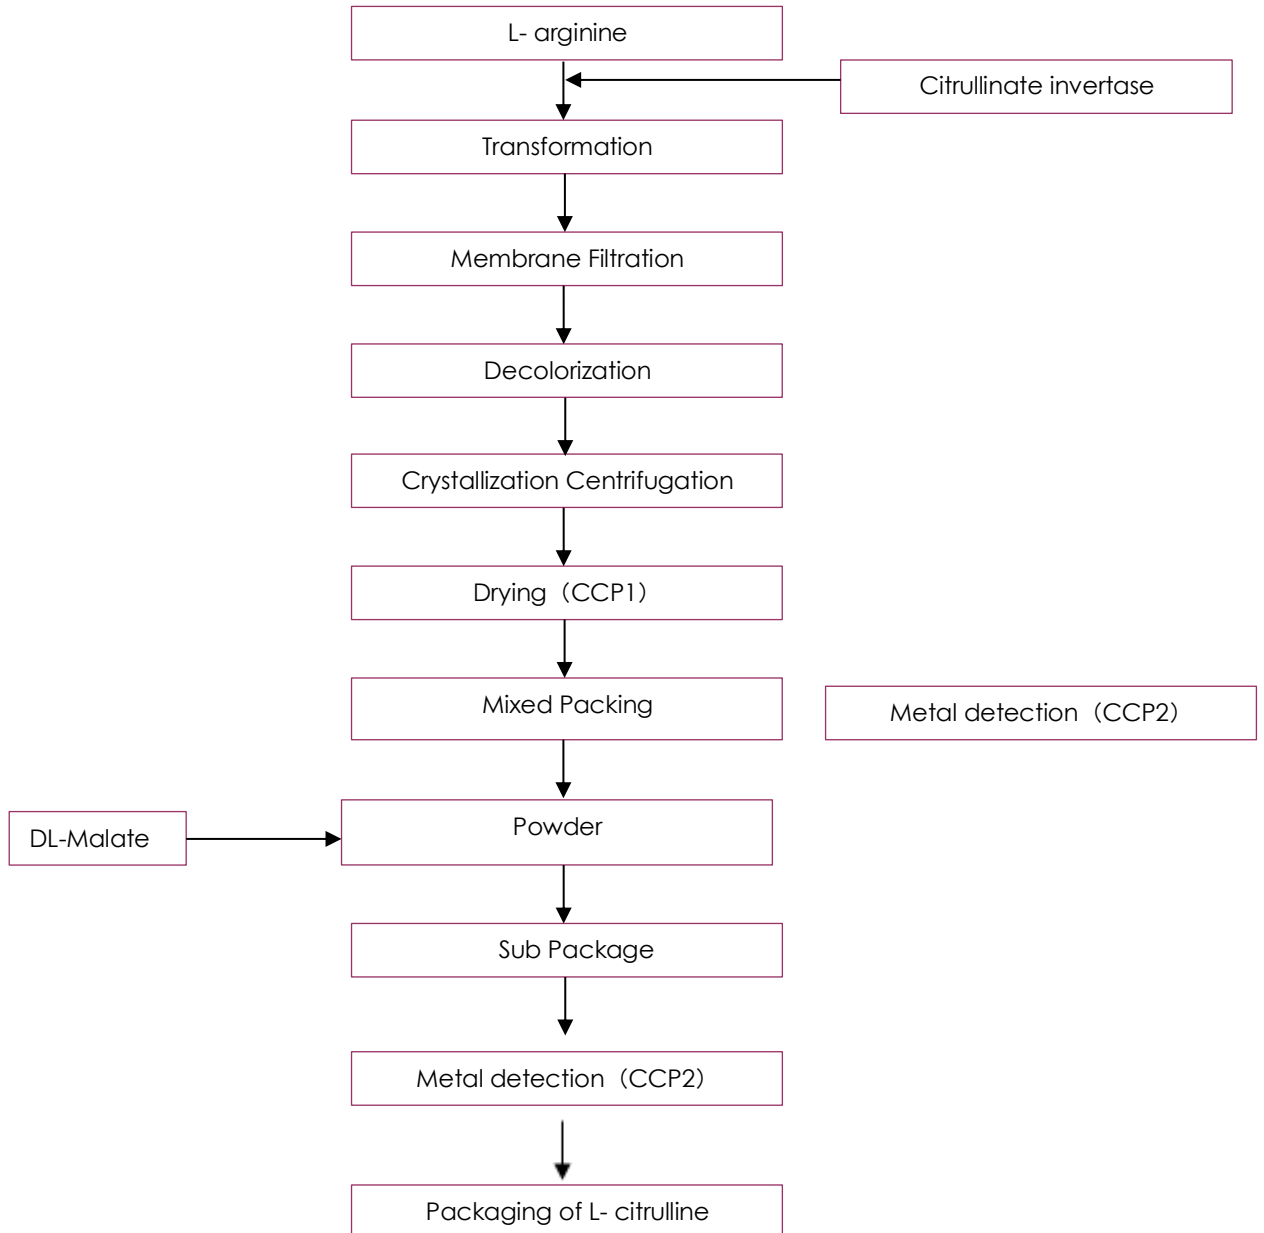 L- arginine
Citrullinate invertase
Transformation
Membrane Filtration
Decolorization
Crystallization Centrifugation
Drying（CCP1）
Mixed Packing
Metal detection（CCP2）
Powder
DL-Malate
Sub Package
Metal detection（CCP2）
Packaging of L- citrulline